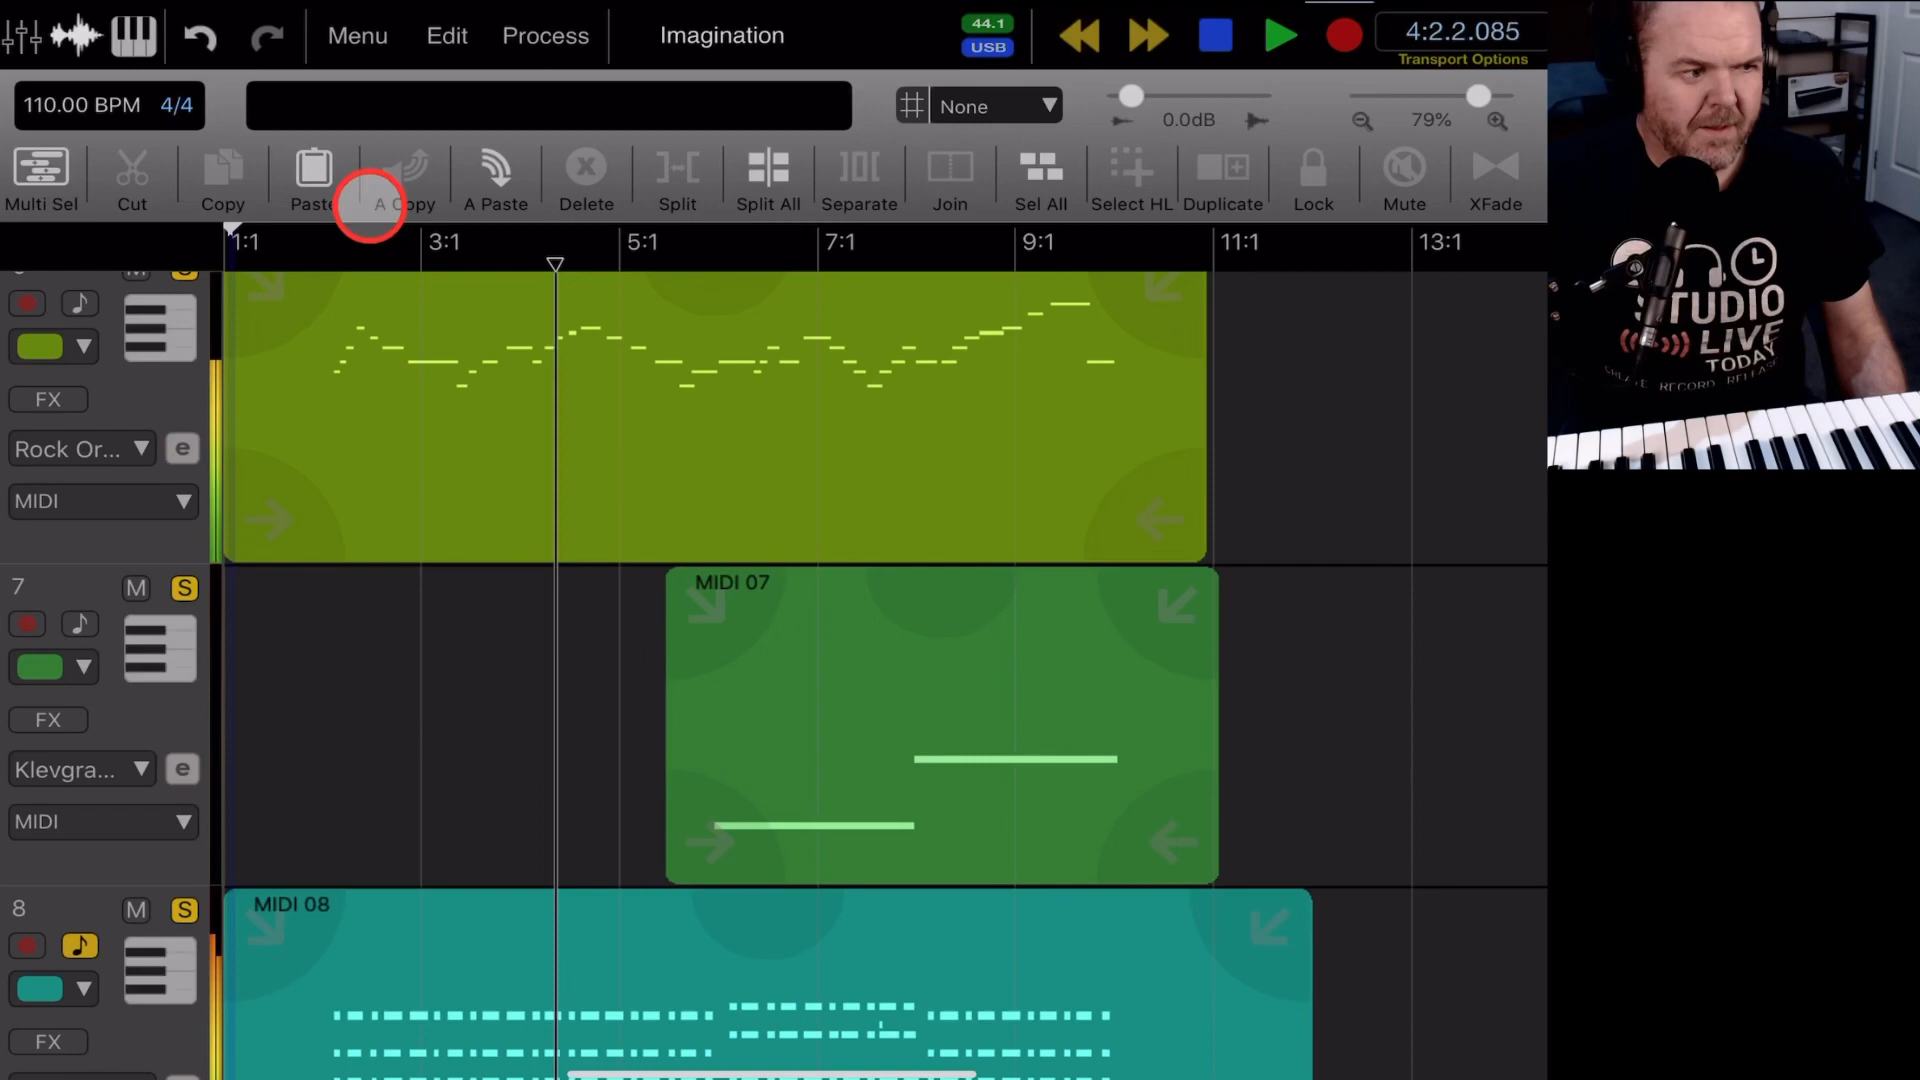 Menu Edit Process Imagination 44.1 USB 4:2.2.085
Transport Options
110.00 BPM 4/4 None 0.0dB 79%
Multi Sel Cut Copy Paste A Copy A Paste Delete Split Split All Separate Join Sel All Select HL Duplicate Lock Mute XFade
1:1 3:1 5:1 7:1 9:1 11:1 13:1
FX
Rock Or... e
MIDI
7 M S MIDI 07
FX
Klevgra... e
MIDI
8 M S MIDI 08
FX
STUDIO
LIVE
TODAY
CREATE RECORD RELEASE